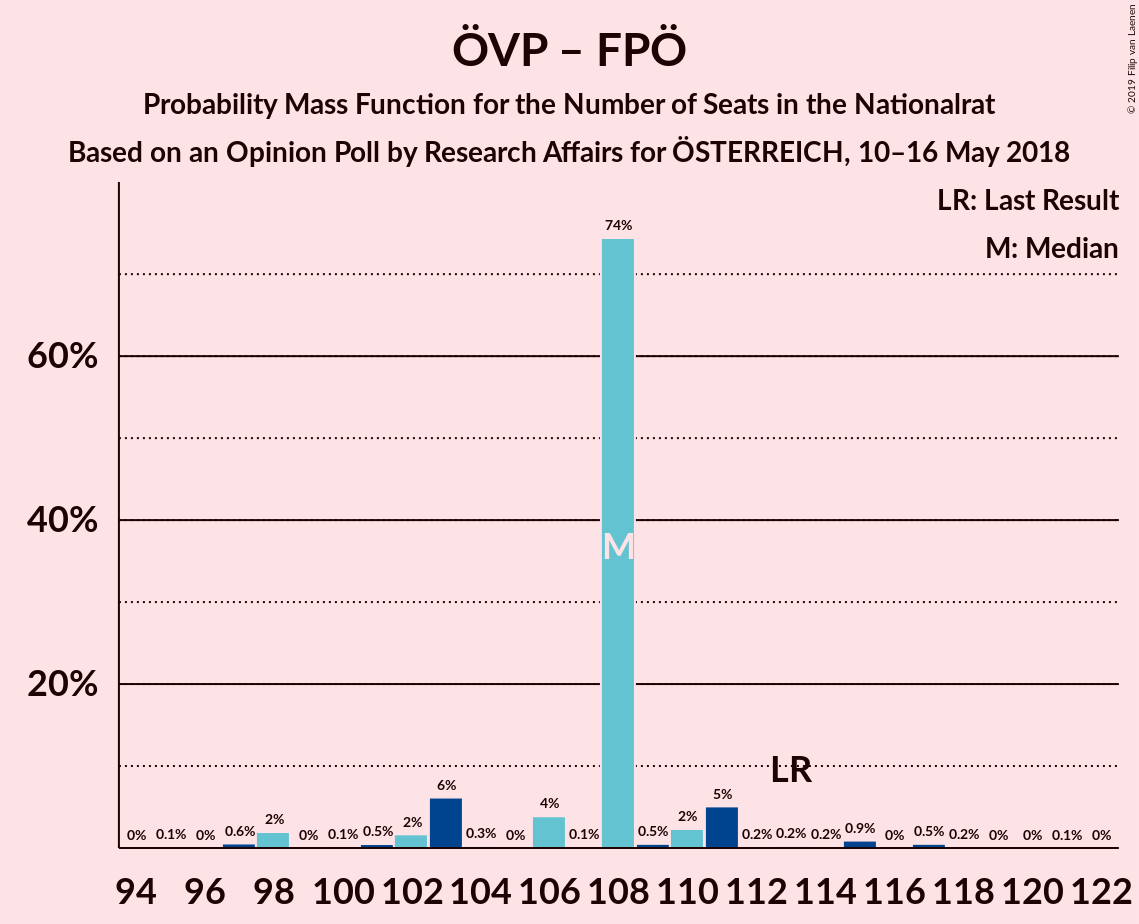 ÖVP – FPÖ
Probability Mass Function for the Number of Seats in the Nationalrat
Based on an Opinion Poll by Research Affairs for ÖSTERREICH, 10–16 May 2018
© 2019 Filip van Laenen
LR: Last Result
M: Median
74%
60%
40%
M
20%
LR
0% 0.1% 0% 0.6% 2% 0% 0.1% 0.5% 2% 6% 0.3% 0% 4% 0.1% 0.5% 2% 5% 0.2% 0.2% 0.2% 0.9% 0% 0.5% 0.2% 0% 0% 0.1% 0%
94 96 98 100 102 104 106 108 110 112 114 116 118 120 122